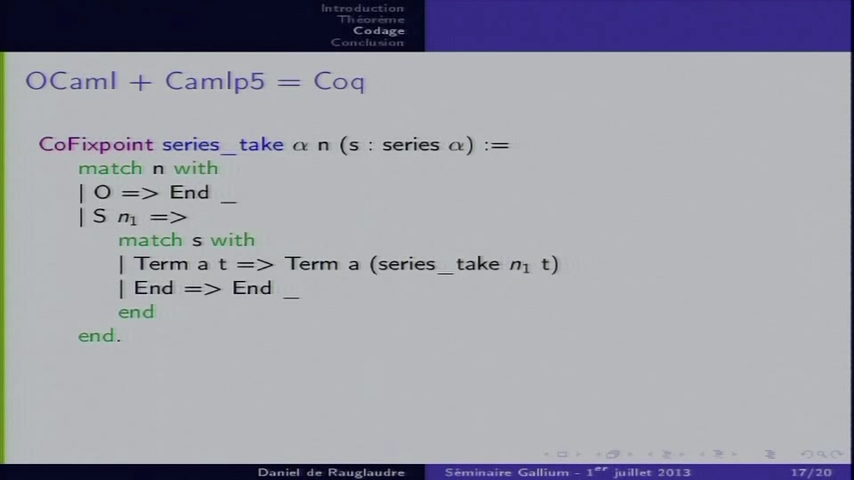 Introduction
Théorème
Codage
Conclusion
OCaml + Camlp5 = Coq
CoFixpoint series_take α n (s : series α) :=
match n with
| O => End _
| S n₁ =>
match s with
| Term a t => Term a (series_take n₁ t)
| End => End _
end
end.
Daniel de Rauglaudre
Séminaire Gallium - 1er juillet 2013
17/20